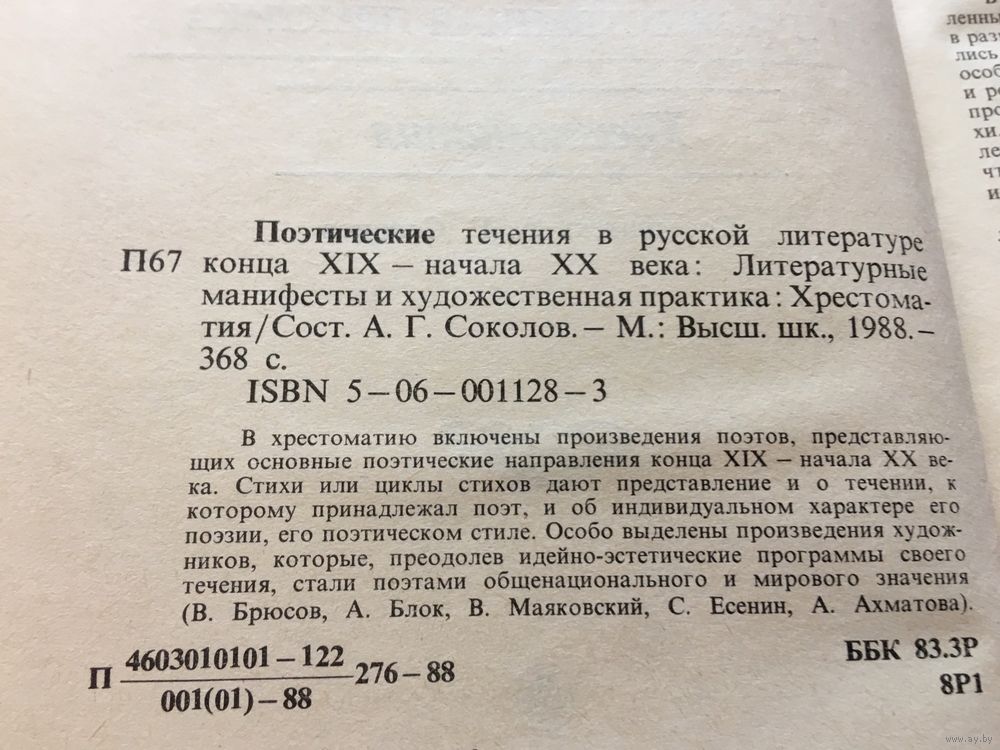 Поэтические течения в русской литературе
П67 конца XIX – начала XX века: Литературные
манифесты и художественная практика: Хрестома-
тия/Сост. А. Г. Соколов. – М.: Высш. шк., 1988. –
368 с.
ISBN 5–06–001128–3
В хрестоматию включены произведения поэтов, представляю-
щих основные поэтические направления конца XIX – начала XX ве-
ка. Стихи или циклы стихов дают представление и о течении, к
которому принадлежал поэт, и об индивидуальном характере его
поэзии, его поэтическом стиле. Особо выделены произведения худож-
ников, которые, преодолев идейно-эстетические программы своего
течения, стали поэтами общенационального и мирового значения
(В. Брюсов, А. Блок, В. Маяковский, С. Есенин, А. Ахматова).
П 4603010101–122
001(01)–88
276–88
ББК 83.3Р
8Р1
www.ay.by